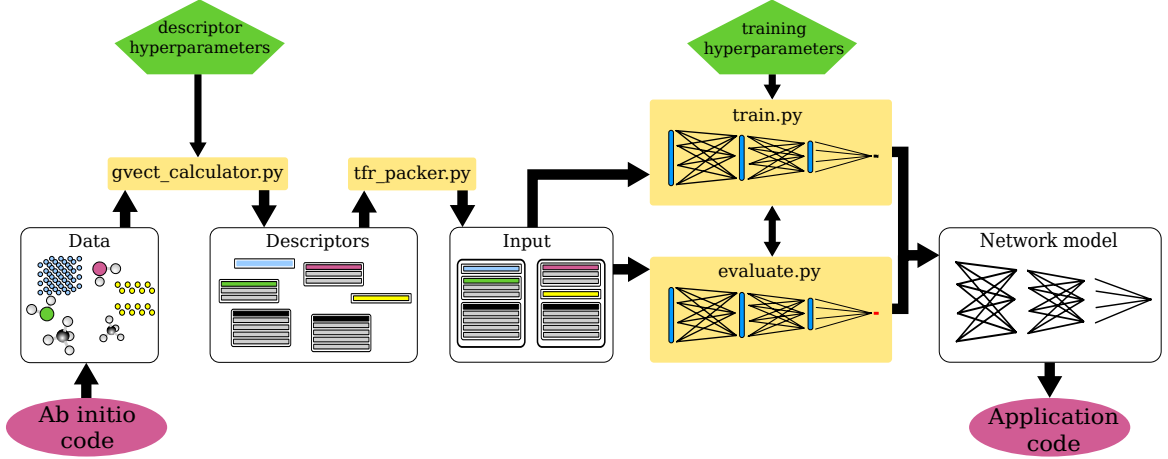 descriptor
hyperparameters
training
hyperparameters
train.py
gvect_calculator.py
tfr_packer.py
Data
Descriptors
Input
evaluate.py
Network model
Ab initio
code
Application
code